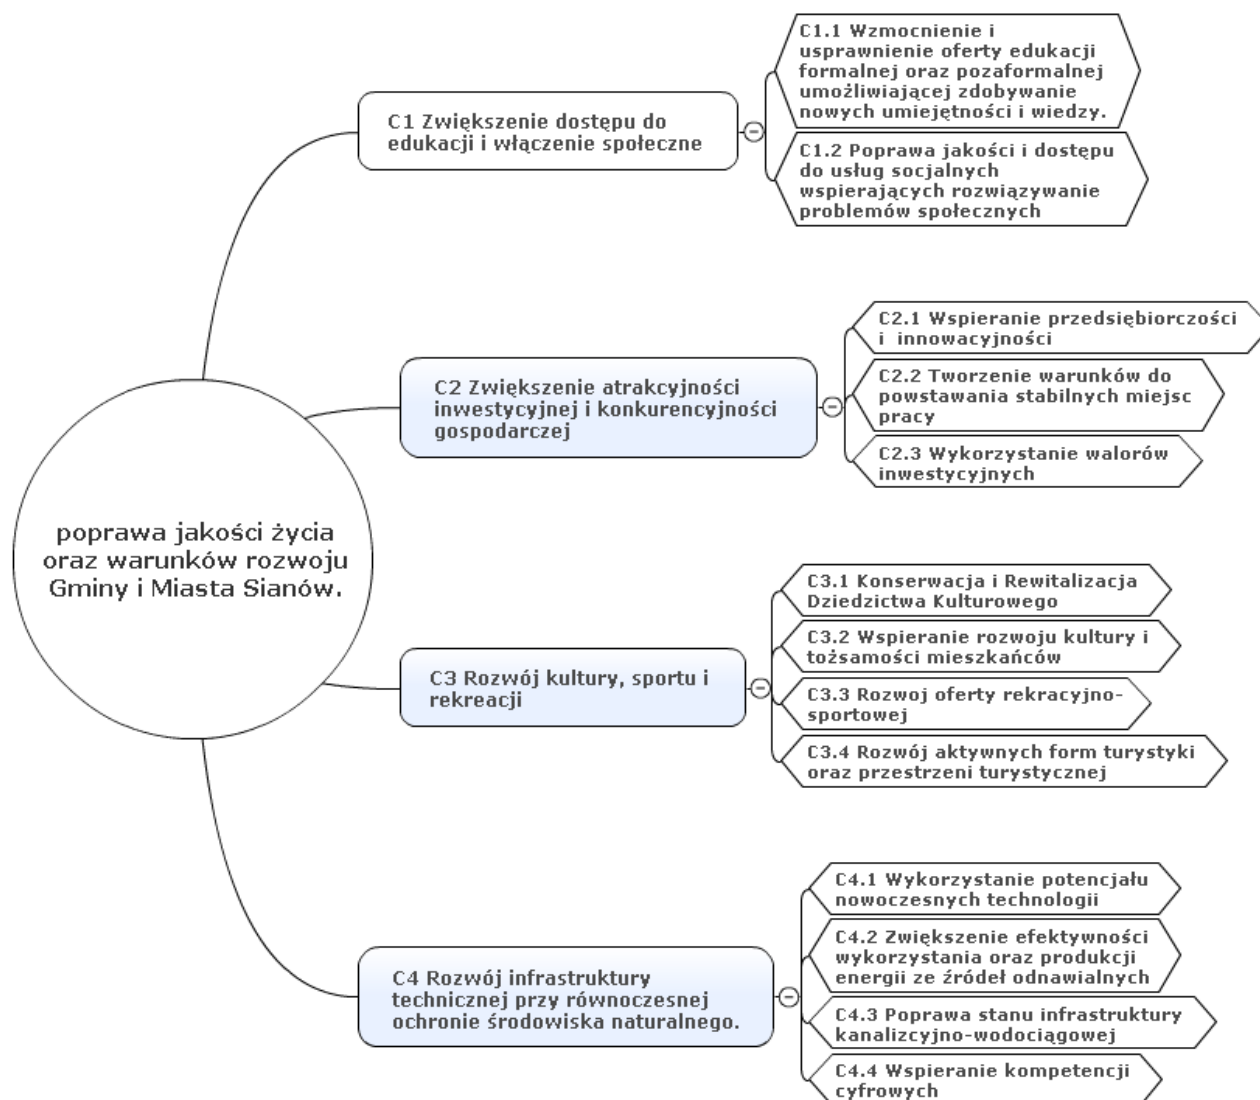 poprawa jakości życia
oraz warunków rozwoju
Gminy i Miasta Sianów.
C1 Zwiększenie dostępu do
edukacji i włączenie społeczne
C1.1 Wzmocnienie i
usprawnienie oferty edukacji
formalnej oraz pozaformalnej
umożliwiającej zdobywanie
nowych umiejętności i wiedzy.
C1.2 Poprawa jakości i dostępu
do usług socjalnych
wspierających rozwiązywanie
problemów społecznych
C2 Zwiększenie atrakcyjności
inwestycyjnej i konkurencyjności
gospodarczej
C2.1 Wspieranie przedsiębiorczości
i innowacyjności
C2.2 Tworzenie warunków do
powstawania stabilnych miejsc
pracy
C2.3 Wykorzystanie walorów
inwestycyjnych
C3 Rozwój kultury, sportu i
rekreacji
C3.1 Konserwacja i Rewitalizacja
Dziedzictwa Kulturowego
C3.2 Wspieranie rozwoju kultury i
tożsamości mieszkańców
C3.3 Rozwoj oferty rekracyjno-
sportowej
C3.4 Rozwój aktywnych form turystyki
oraz przestrzeni turystycznej
C4 Rozwój infrastruktury
technicznej przy równoczesnej
ochronie środowiska naturalnego.
C4.1 Wykorzystanie potencjału
nowoczesnych technologii
C4.2 Zwiększenie efektywności
wykorzystania oraz produkcji
energii ze źródeł odnawialnych
C4.3 Poprawa stanu infrastruktury
kanalizcyjno-wodociągowej
C4.4 Wspieranie kompetencji
cyfrowych